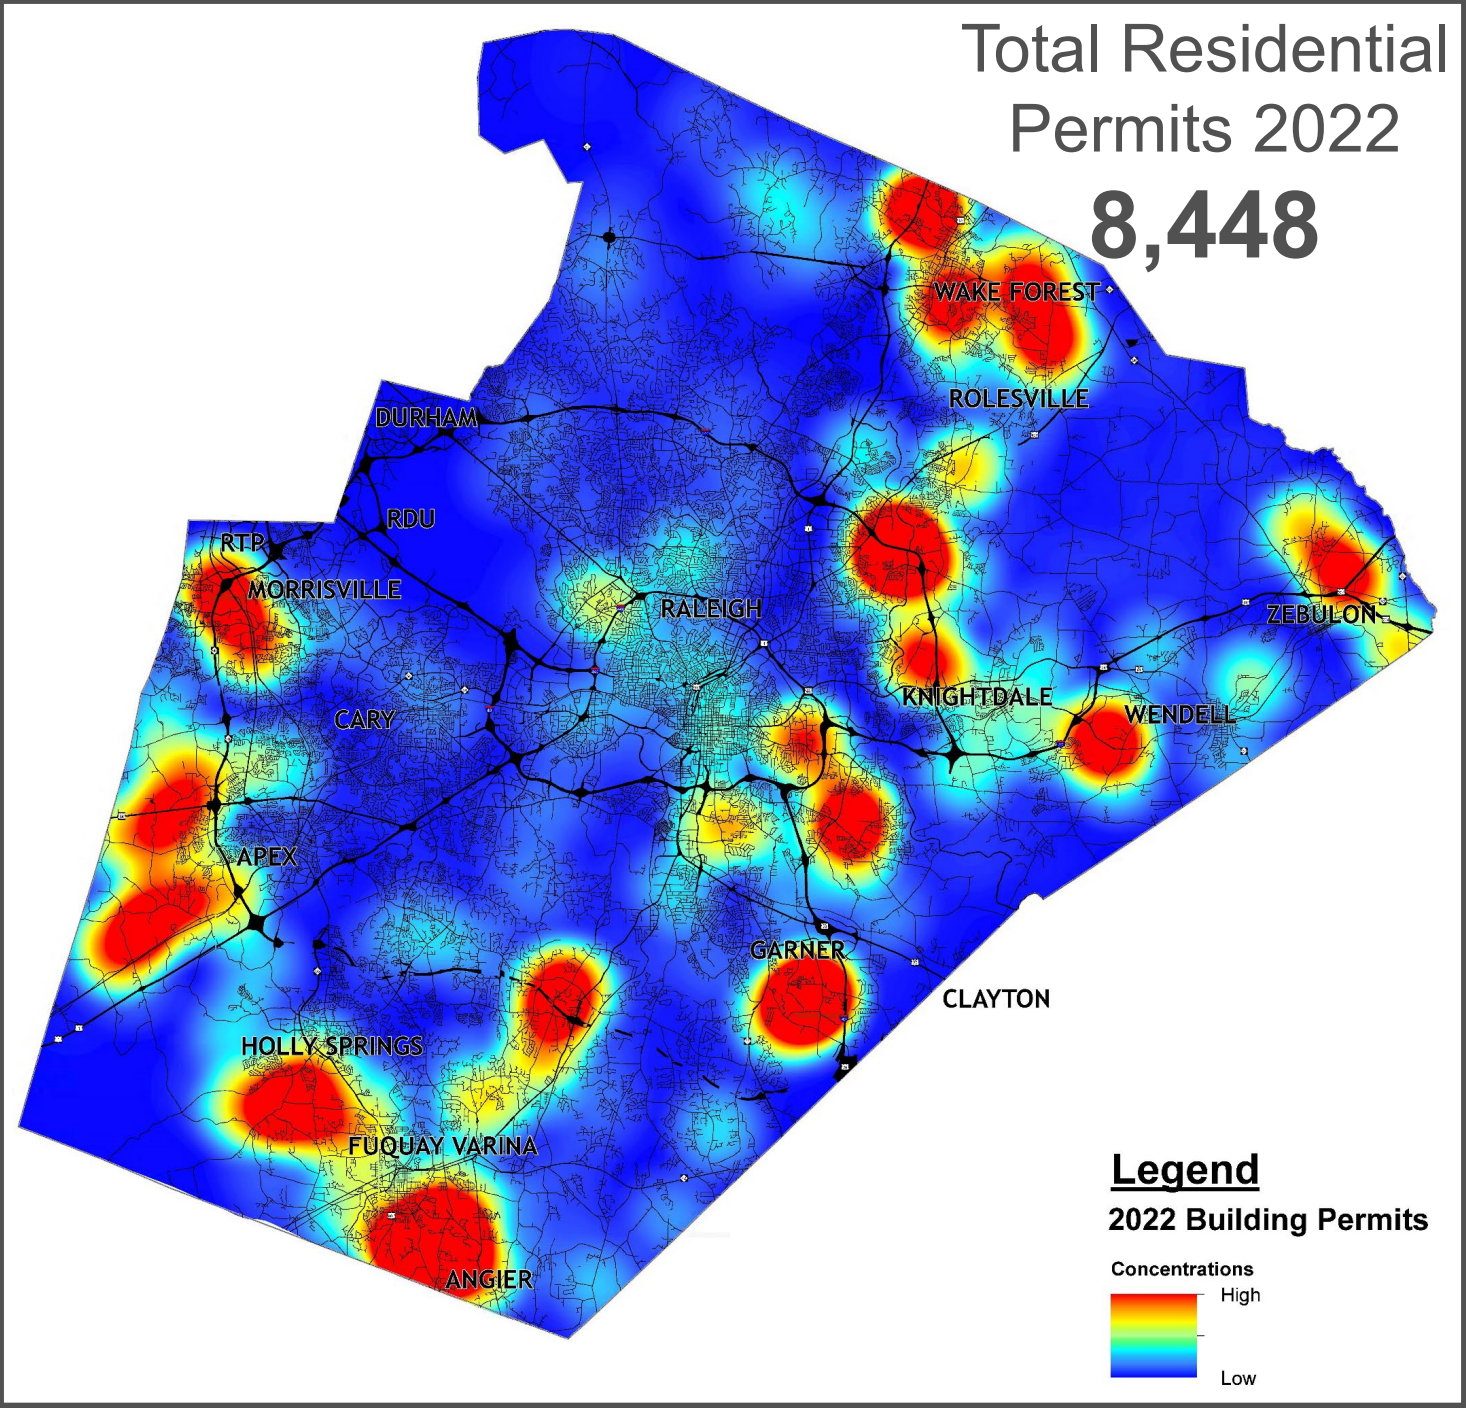 Total Residential
Permits 2022
8,448
WAKE FOREST
ROLESVILLE
DURHAM
RDU
RTP
MORRISVILLE
RALEIGH
ZEBULON
KNIGHTDALE
WENDELL
CARY
APEX
GARNER
CLAYTON
HOLLY SPRINGS
FUQUAY VARINA
ANGIER
Legend
2022 Building Permits
Concentrations
High
Low